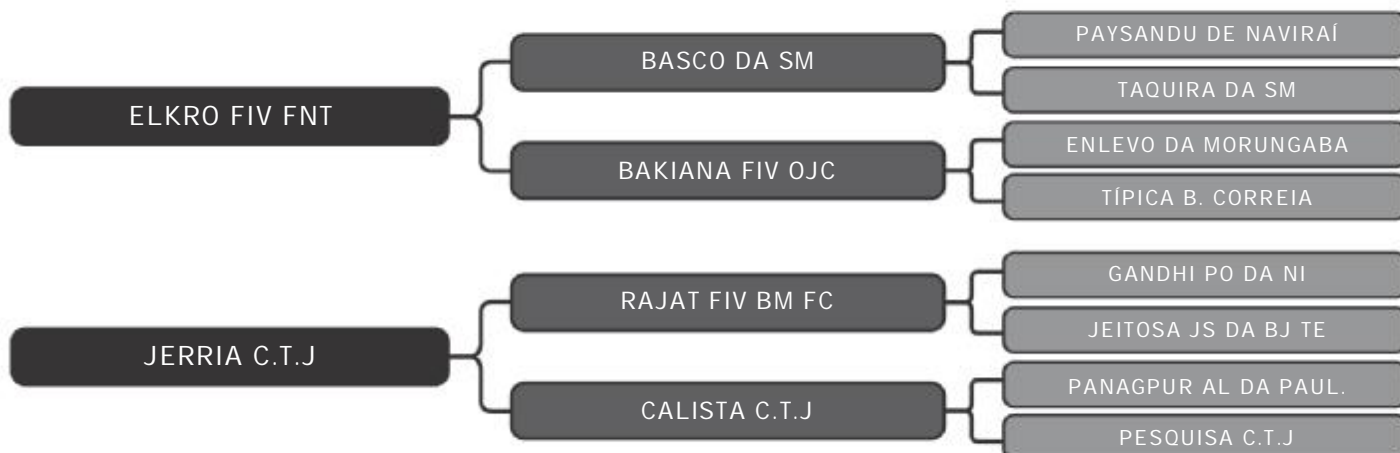 ELKRO FIV FNT
BASCO DA SM
PAYSANDU DE NAVIRAÍ
TAQUIRA DA SM
BAKIANA FIV OJC
ENLEVO DA MORUNGABA
TÍPICA B. CORREIA
JERRIA C.T.J
RAJAT FIV BM FC
GANDHI PO DA NI
JEITOSA JS DA BJ TE
CALISTA C.T.J
PANAGPUR AL DA PAUL.
PESQUISA C.T.J